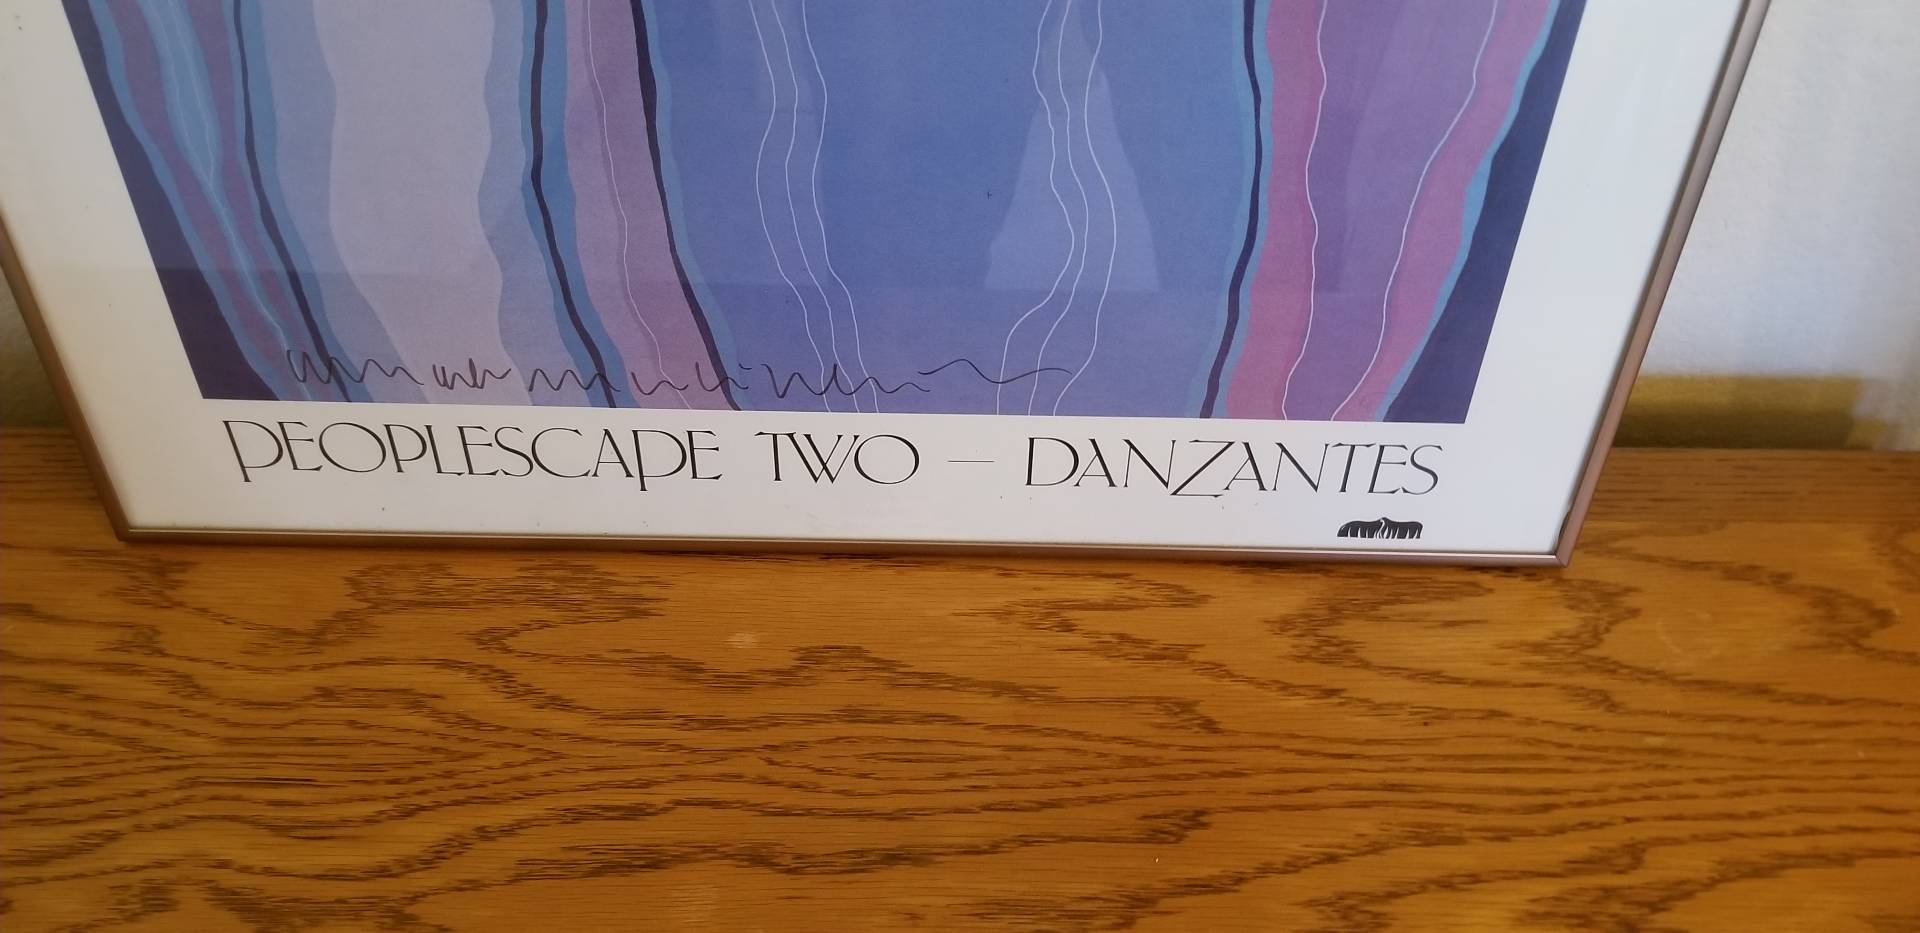 PEOPLESCAPE TWO — DANZANTES